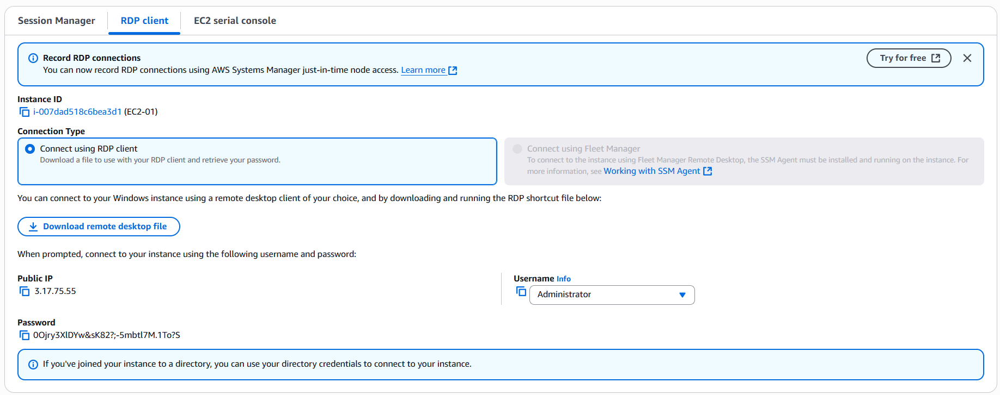 Session Manager
RDP client
EC2 serial console
Record RDP connections
You can now record RDP connections using AWS Systems Manager just-in-time node access. Learn more
Try for free
Instance ID
i-007dad518c6bea3d1 (EC2-01)
Connection Type
Connect using RDP client
Download a file to use with your RDP client and retrieve your password.
Connect using Fleet Manager
To connect to the instance using Fleet Manager Remote Desktop, the SSM Agent must be installed and running on the instance. For
more information, see Working with SSM Agent
You can connect to your Windows instance using a remote desktop client of your choice, and by downloading and running the RDP shortcut file below:
Download remote desktop file
When prompted, connect to your instance using the following username and password:
Public IP
3.17.75.55
Username Info
Administrator
Password
0Ojry3XlDYw&sK82?;-5mbtl7M.1To?S
If you've joined your instance to a directory, you can use your directory credentials to connect to your instance.